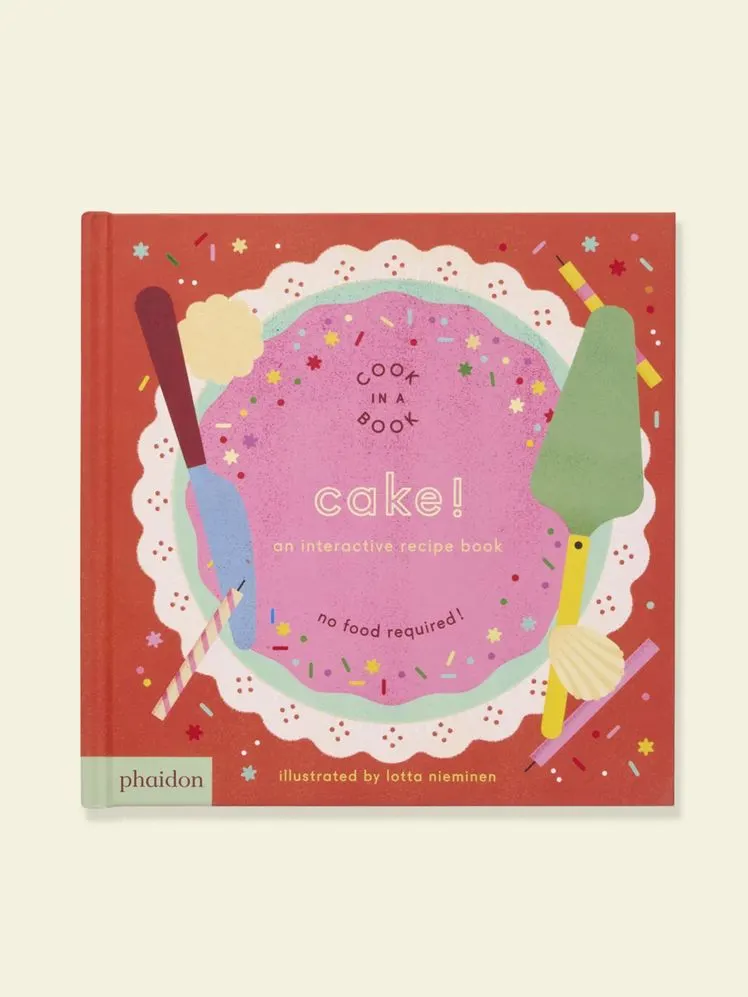 COOK
IN A
BOOK
cake!
an interactive recipe book
no food required!
illustrated by lotta nieminen
phaidon